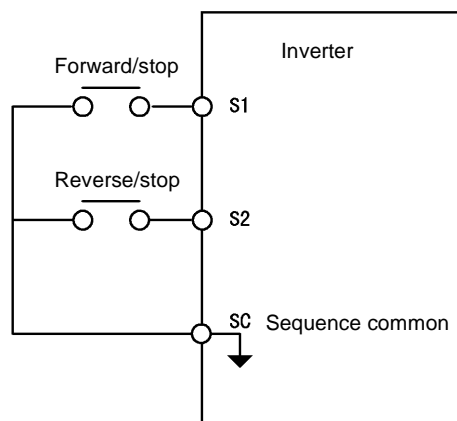 Inverter
Forward/stop
S1
Reverse/stop
S2
SC Sequence common